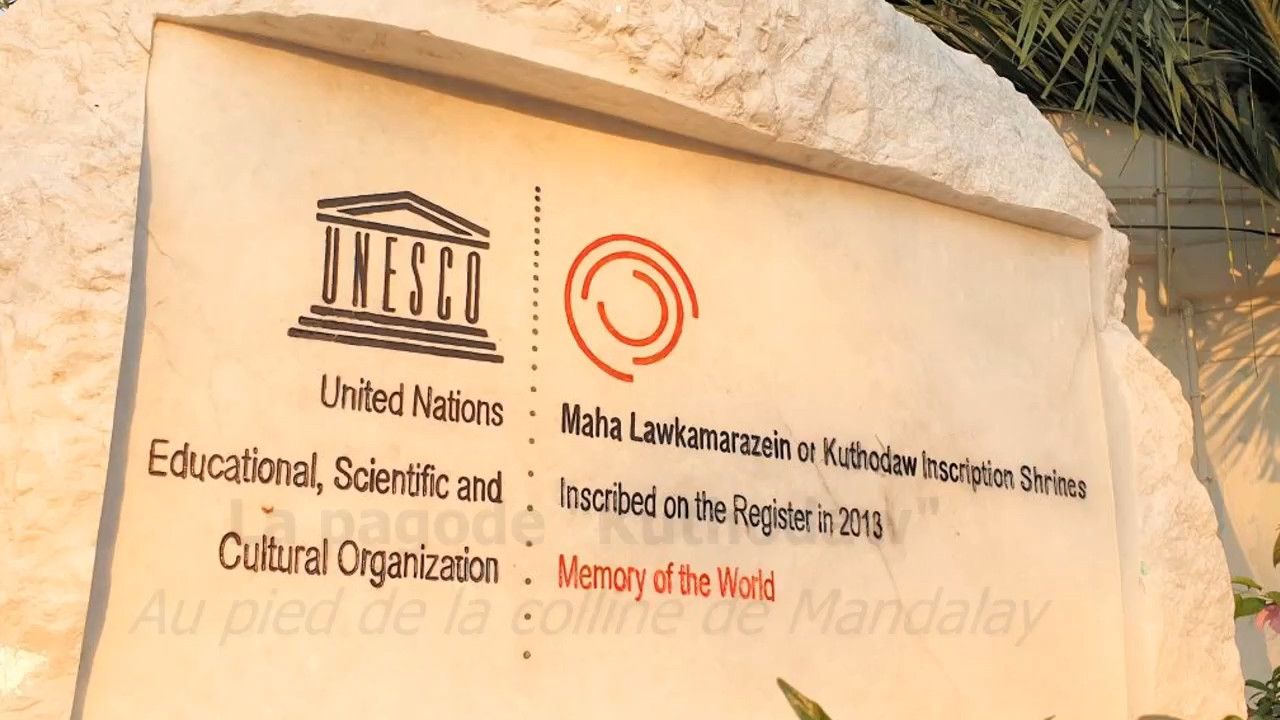 UNESCO
United Nations
Educational, Scientific and
Cultural Organization
Maha Lawkamarazein or Kuthodaw Inscription Shrines
Inscribed on the Register in 2013
Memory of the World
La pagode "Kuthodaw"
Au pied de la colline de Mandalay